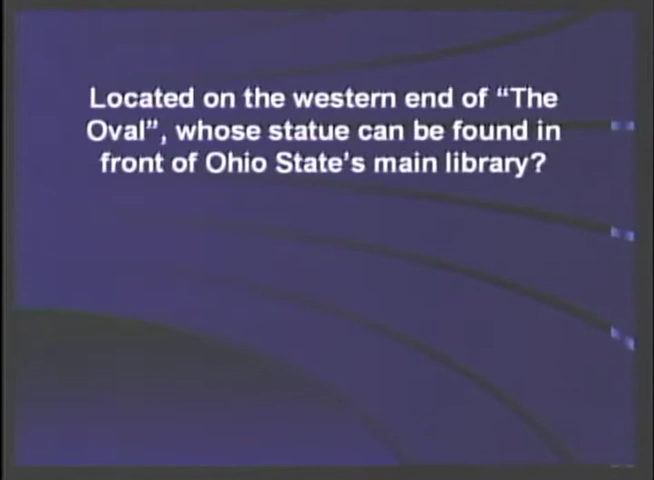 Located on the western end of “The
Oval”, whose statue can be found in
front of Ohio State’s main library?